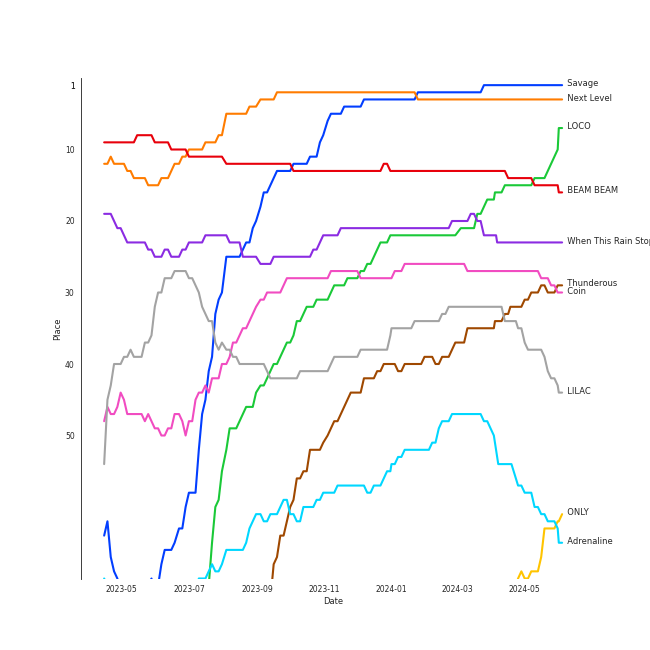 1
10
20
30
40
50
Place
2023-05
2023-07
2023-09
2023-11
2024-01
2024-03
2024-05
Date
Savage
Next Level
LOCO
BEAM BEAM
When This Rain Stop
Thunderous
Coin
LILAC
ONLY
Adrenaline